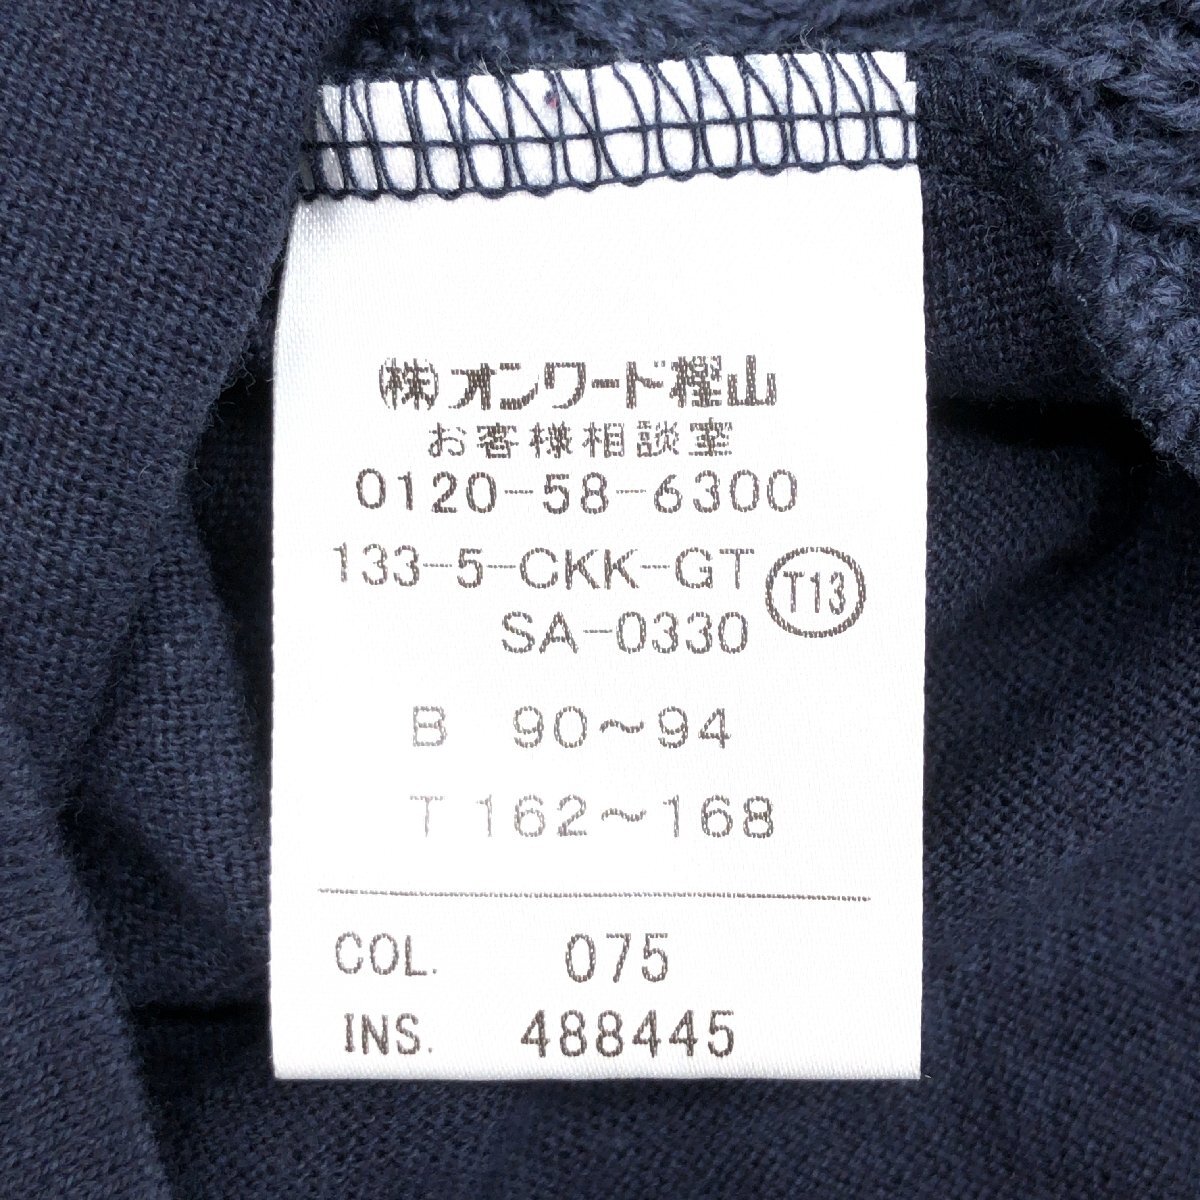 ㈱オンワード樫山
お客様相談室
0120-58-6300
133-5-CKK-GT T13
SA-0330
B 90~94
T 162~168
COL. 075
INS. 488445